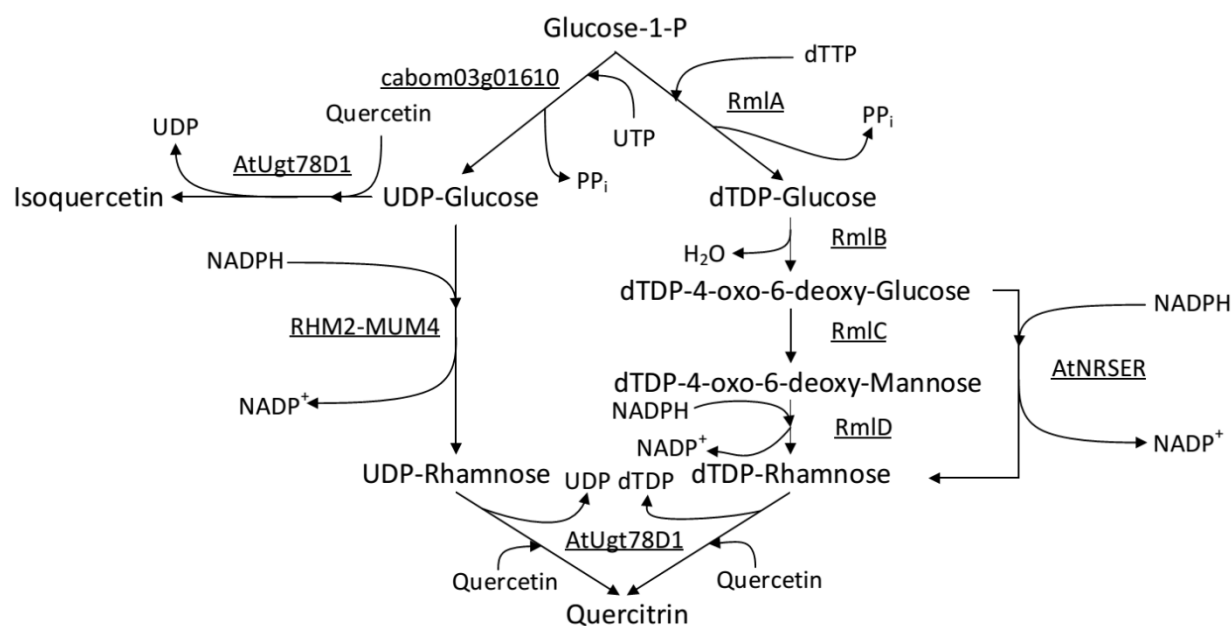 Glucose-1-P
dTTP
cabom03g01610
RmlA
Quercetin
PPi
UDP
UTP
AtUgt78D1
PPi
Isoquercetin
UDP-Glucose
dTDP-Glucose
RmlB
H2O
NADPH
dTDP-4-oxo-6-deoxy-Glucose
NADPH
RHM2-MUM4
RmlC
AtNRSER
dTDP-4-oxo-6-deoxy-Mannose
NADP+
NADPH
RmlD
NADP+
NADP+
UDP-Rhamnose
UDP
dTDP
dTDP-Rhamnose
AtUgt78D1
Quercetin
Quercetin
Quercitrin